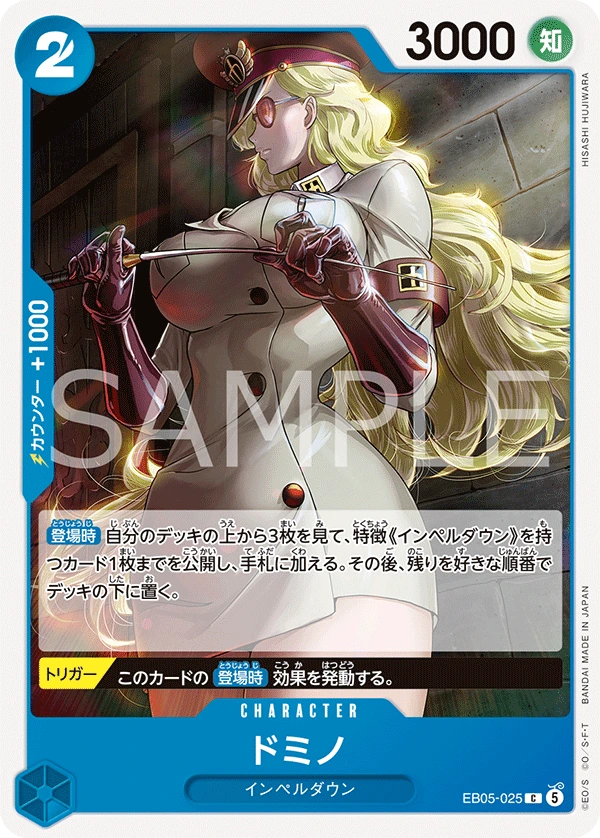 2
3000 知
HISASHI HUJIWARA
カウンター +1000
SAMPLE
登場時 自分のデッキの上から3枚を見て、特徴《インペルダウン》を持
つカード1枚までを公開し、手札に加える。その後、残りを好きな順番で
デッキの下に置く。
トリガー このカードの 登場時 効果を発動する。
CHARACTER
ドミノ
インペルダウン
EB05-025 C 5
©E/S ©O/S・F・T BANDAI MADE IN JAPAN